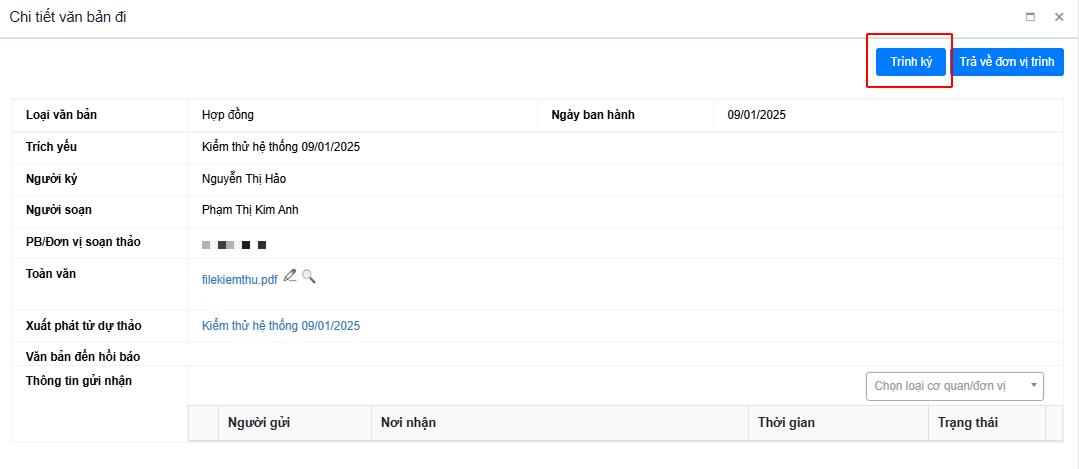 Chi tiết văn bản đi
Trình ký Trả về đơn vị trình
Loại văn bản Hợp đồng Ngày ban hành 09/01/2025
Trích yếu Kiểm thử hệ thống 09/01/2025
Người ký Nguyễn Thị Hảo
Người soạn Phạm Thị Kim Anh
PB/Đơn vị soạn thảo
Toàn văn filekiemthu.pdf
Xuất phát từ dự thảo Kiểm thử hệ thống 09/01/2025
Văn bản đến hồi báo
Thông tin gửi nhận Chọn loại cơ quan/đơn vị
Người gửi Nơi nhận Thời gian Trạng thái